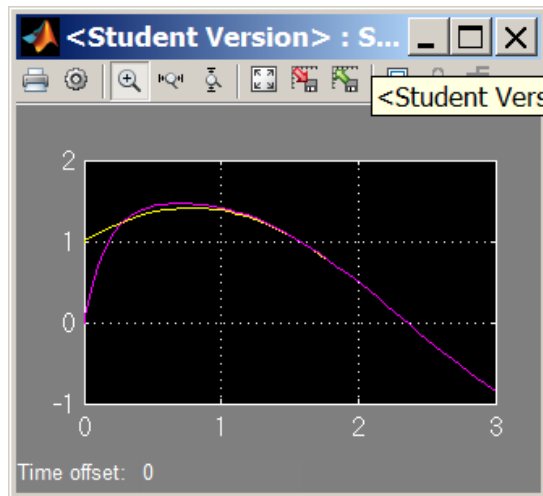 <Student Version> : S...
<Student Vers
2
1
0
-1
0 1 2 3
Time offset: 0